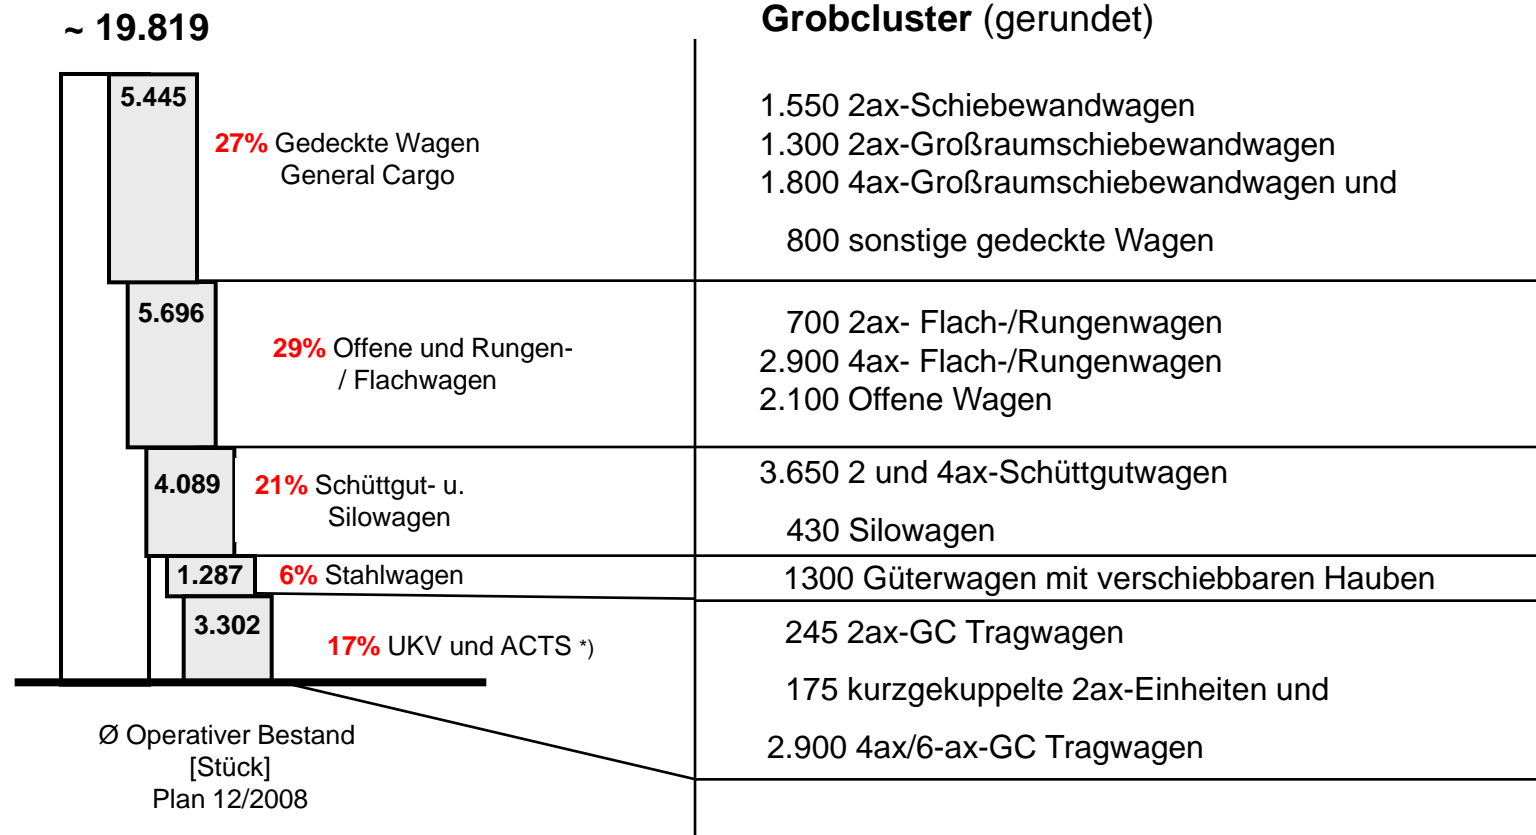 ~ 19.819
Grobcluster (gerundet)
5.445
27% Gedeckte Wagen
General Cargo
1.550 2ax-Schiebewandwagen
1.300 2ax-Großraumschiebewandwagen
1.800 4ax-Großraumschiebewandwagen und
800 sonstige gedeckte Wagen
5.696
29% Offene und Rungen-
/ Flachwagen
700 2ax- Flach-/Rungenwagen
2.900 4ax- Flach-/Rungenwagen
2.100 Offene Wagen
4.089
21% Schüttgut- u.
Silowagen
3.650 2 und 4ax-Schüttgutwagen
430 Silowagen
1.287
6% Stahlwagen
1300 Güterwagen mit verschiebbaren Hauben
3.302
17% UKV und ACTS *)
245 2ax-GC Tragwagen
175 kurzgekuppelte 2ax-Einheiten und
2.900 4ax/6-ax-GC Tragwagen
Ø Operativer Bestand
[Stück]
Plan 12/2008